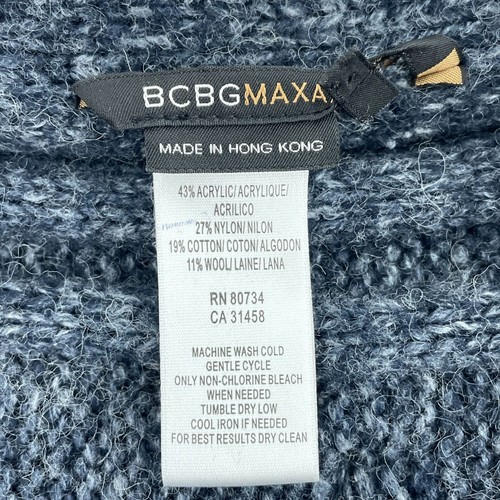 BCBGMAXA
MADE IN HONG KONG
43% ACRYLIC/ACRYLIQUE/
ACRILICO
27% NYLON/NILON
19% COTTON/COTON/ALGODON
11% WOOL/LAINE/LANA
RN 80734
CA 31458
MACHINE WASH COLD
GENTLE CYCLE
ONLY NON-CHLORINE BLEACH
WHEN NEEDED
TUMBLE DRY LOW
COOL IRON IF NEEDED
FOR BEST RESULTS DRY CLEAN